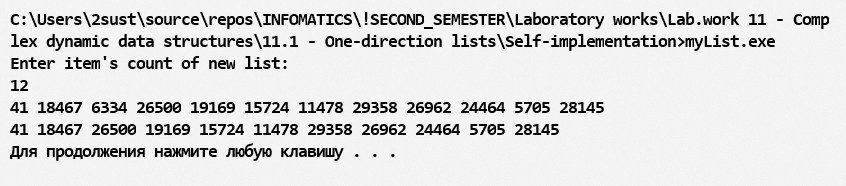 C:\Users\2sust\source\repos\INFOMATICS\!SECOND_SEMESTER\Laboratory works\Lab.work 11 - Comp
lex dynamic data structures\11.1 - One-direction lists\Self-implementation>myList.exe
Enter item's count of new list:
12
41 18467 6334 26500 19169 15724 11478 29358 26962 24464 5705 28145
41 18467 26500 19169 15724 11478 29358 26962 24464 5705 28145
Для продолжения нажмите любую клавишу . . .